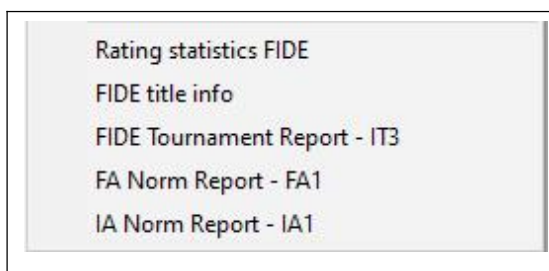 Rating statistics FIDE
FIDE title info
FIDE Tournament Report - IT3
FA Norm Report - FA1
IA Norm Report - IA1